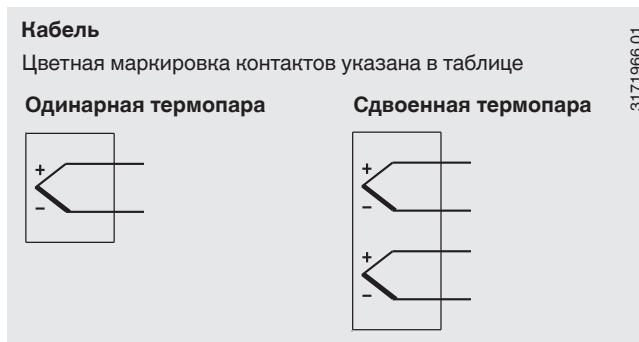 Кабель
Цветная маркировка контактов указана в таблице
Одинарная термопара
Сдвоенная термопара
+
–
+
–
+
–
3171966.01